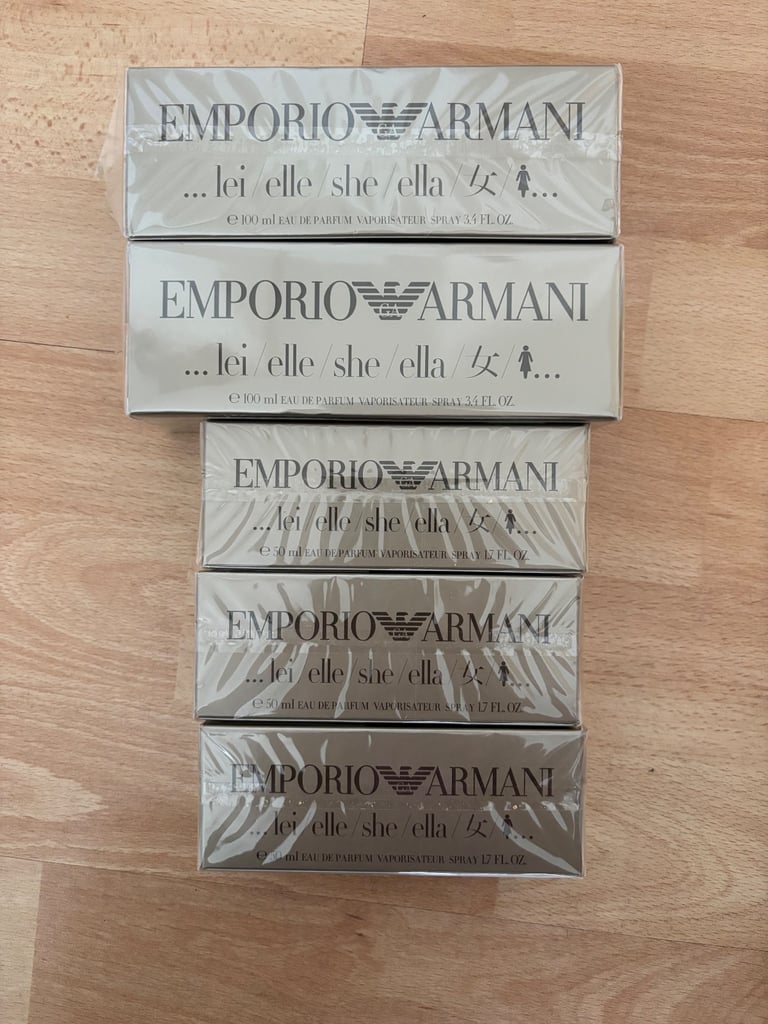 EMPORIO ARMANI
... lei / elle / she / ella / 女 / ...
℮ 100 ml EAU DE PARFUM VAPORISATEUR SPRAY 3.4 FL. OZ.
EMPORIO GA ARMANI
... lei / elle / she / ella / 女 / ...
℮ 100 ml EAU DE PARFUM VAPORISATEUR SPRAY 3.4 FL. OZ.
EMPORIO ARMANI
... lei / elle / she / ella / 女 / ...
℮ 50 ml EAU DE PARFUM VAPORISATEUR SPRAY 1.7 FL. OZ.
EMPORIO ARMANI
... lei / elle / she / ella / 女 / ...
℮ 50 ml EAU DE PARFUM VAPORISATEUR SPRAY 1.7 FL. OZ.
EMPORIO ARMANI
... lei / elle / she / ella / 女 / ...
℮ 50 ml EAU DE PARFUM VAPORISATEUR SPRAY 1.7 FL. OZ.